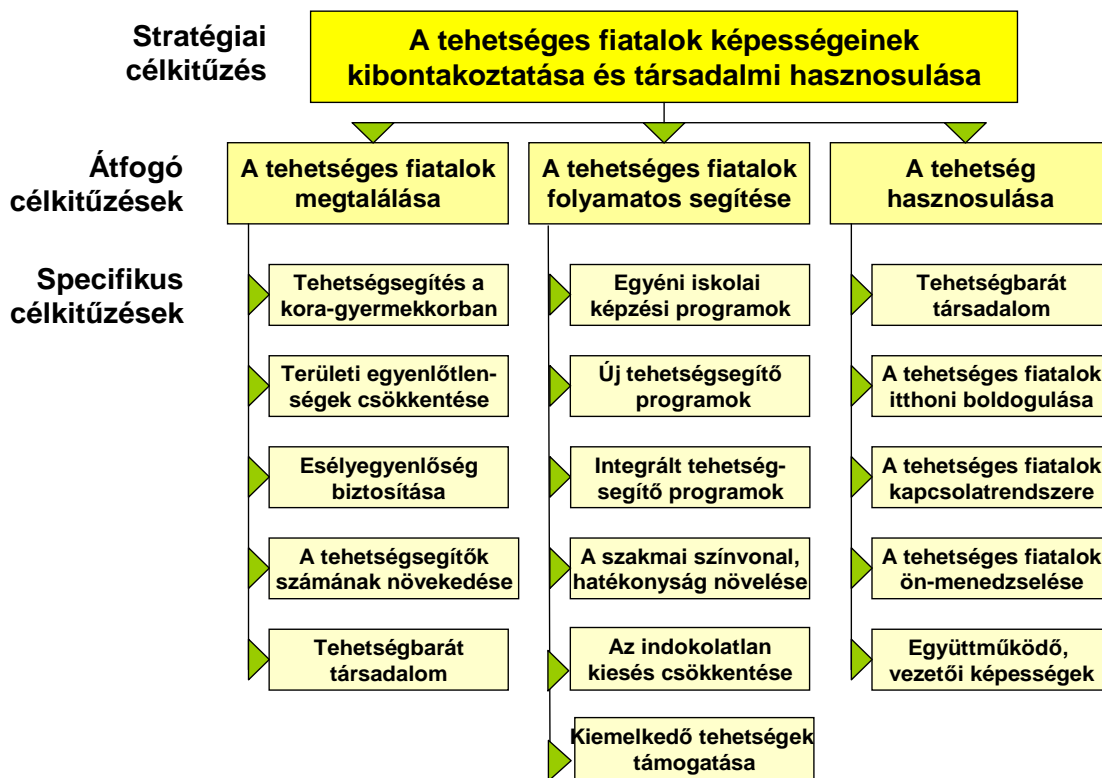 Stratégiai
célkitűzés
A tehetséges fiatalok képességeinek
kibontakoztatása és társadalmi hasznosulása
Átfogó
célkitűzések
A tehetséges fiatalok
megtalálása
A tehetséges fiatalok
folyamatos segítése
A tehetség
hasznosulása
Specifikus
célkitűzések
Tehetségsegítés a
kora-gyermekkorban
Területi egyenlőtlen-
ségek csökkentése
Esélyegyenlőség
biztosítása
A tehetségsegítők
számának növekedése
Tehetségbarát
társadalom
Egyéni iskolai
képzési programok
Új tehetségsegítő
programok
Integrált tehetség-
segítő programok
A szakmai színvonal,
hatékonyság növelése
Az indokolatlan
kiesés csökkentése
Kiemelkedő tehetségek
támogatása
Tehetségbarát
társadalom
A tehetséges fiatalok
itthoni boldogulása
A tehetséges fiatalok
kapcsolatrendszere
A tehetséges fiatalok
ön-menedzselése
Együttműködő,
vezetői képességek